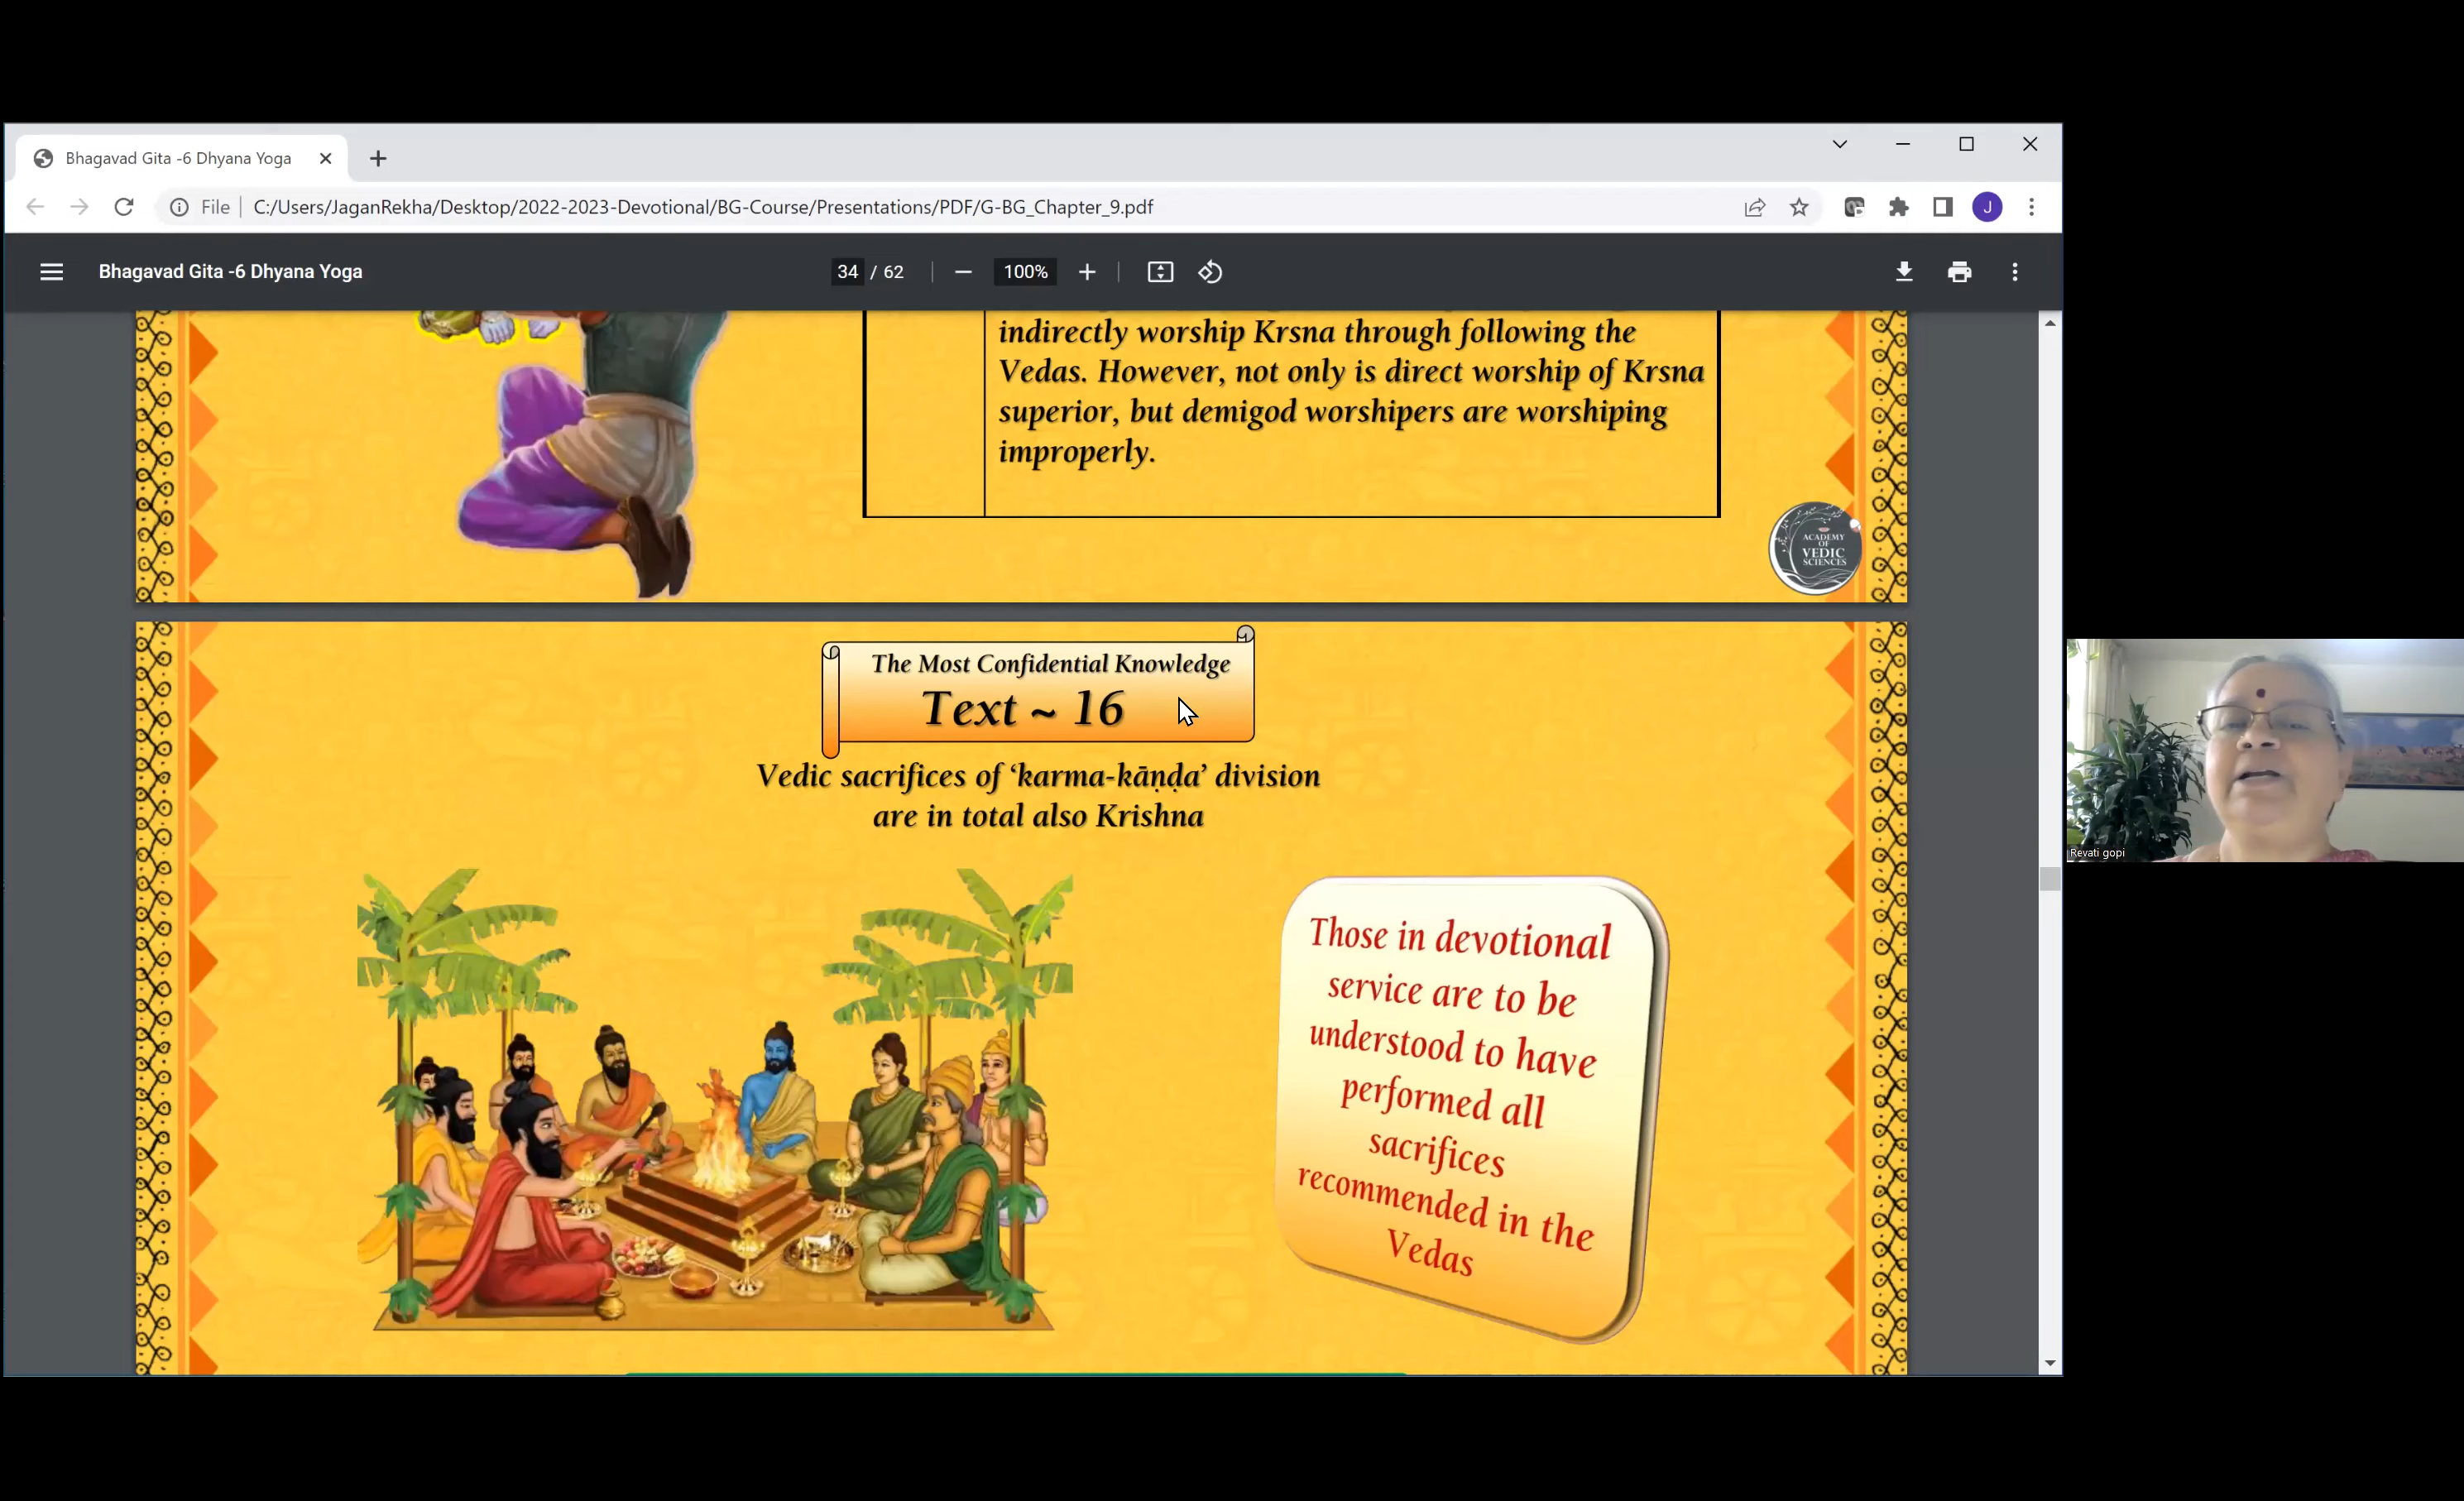 Bhagavad Gita -6 Dhyana Yoga
File
C:/Users/JaganRekha/Desktop/2022-2023-Devotional/BG-Course/Presentations/PDF/G-BG_Chapter_9.pdf
J
Bhagavad Gita -6 Dhyana Yoga
34 / 62
100%
indirectly worship Krsna through following the
Vedas. However, not only is direct worship of Krsna
superior, but demigod worshipers are worshiping
improperly.
ACADEMY
OF
VEDIC
SCIENCES
The Most Confidential Knowledge
Text ~ 16
Vedic sacrifices of ‘karma-kāṇḍa’ division
are in total also Krishna
Those in devotional
service are to be
understood to have
performed all
sacrifices
recommended in the
Vedas
Revati gopi